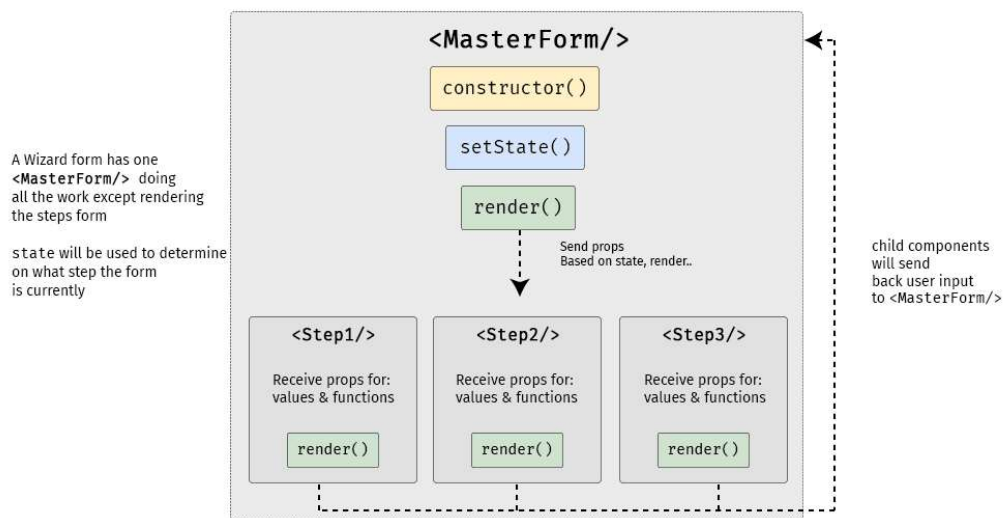 <MasterForm/>
constructor()
setState()
render()
A Wizard form has one
<MasterForm/> doing
all the work except rendering
the steps form
state will be used to determine
on what step the form
is currently
Send props
Based on state, render..
child components
will send
back user input
to <MasterForm/>
<Step1/>
Receive props for:
values & functions
render()
<Step2/>
Receive props for:
values & functions
render()
<Step3/>
Receive props for:
values & functions
render()